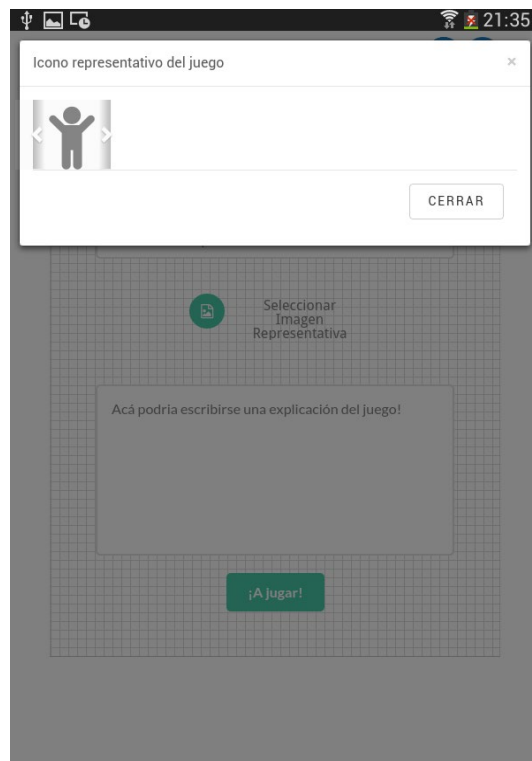 21:35
Icono representativo del juego
×
CERRAR
Seleccionar
Imagen
Representativa
Acá podria escribirse una explicación del juego!
¡A jugar!